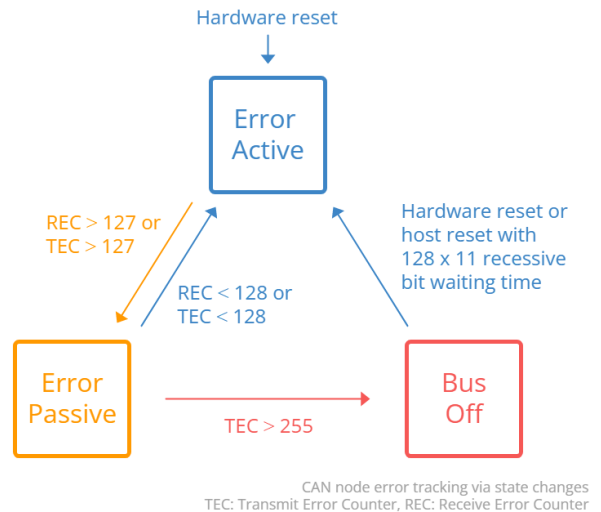 Hardware reset
Error
Active
REC > 127 or
TEC > 127
REC < 128 or
TEC < 128
Hardware reset or
host reset with
128 x 11 recessive
bit waiting time
Error
Passive
TEC > 255
Bus
Off
CAN node error tracking via state changes
TEC: Transmit Error Counter, REC: Receive Error Counter